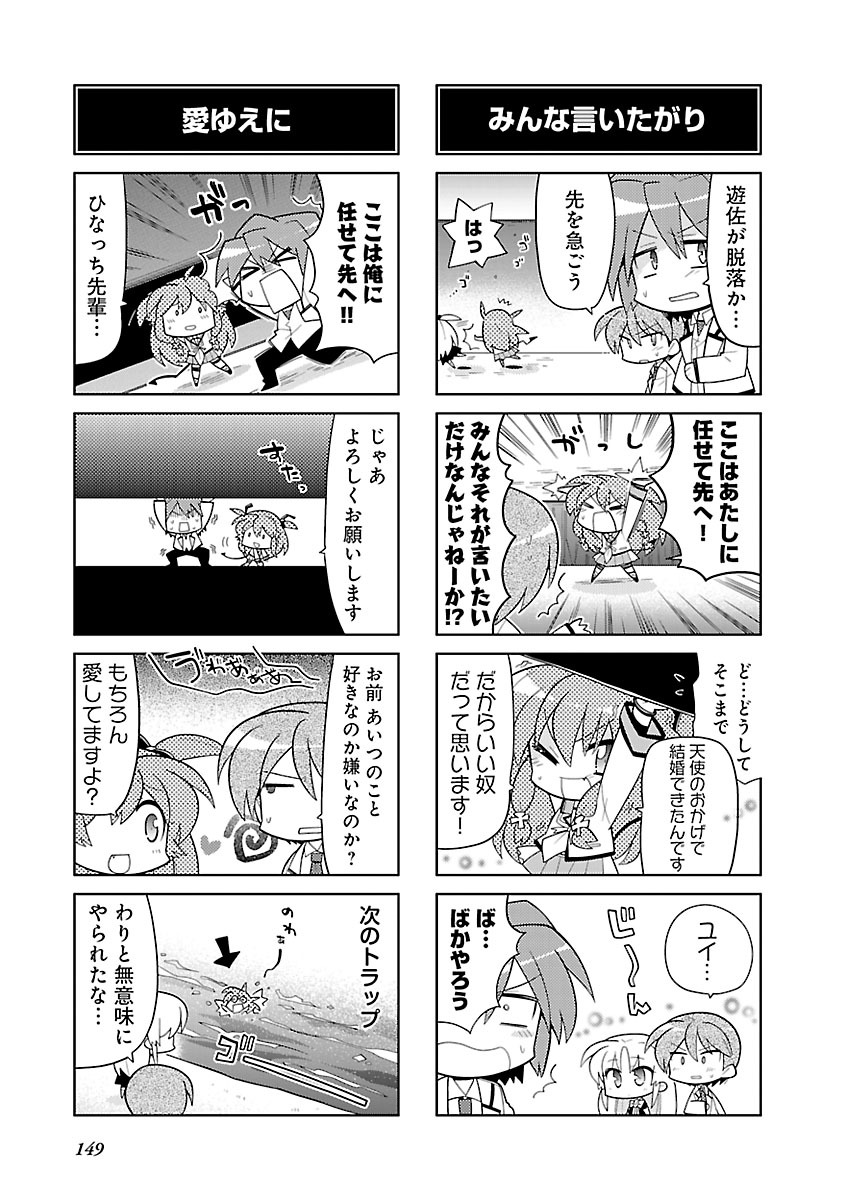 みんな言いたがり
遊佐が脱落か…
先を急ごう
はっ
ゴゴゴ
ここはあたしに
任せて先へ！
がっし
みんなそれが言いたい
だけなんじゃねーか!?
ど…どうして
そこまで
天使のおかげで
結婚できたんです
だからいい奴
だって思います！
ユイ…
じ〜〜ん
ば…
ばかやろう
愛ゆえに
ここは俺に
任せて先へ!!
ぞっ
ひなっち先輩…
じゃあ
よろしくお願いします
すたっ
うわぁぁぁ
お前 あいつのこと
好きなのか嫌いなのか？
もちろん
愛してますよ？
次のトラップ
のわぁ
ゴゴ
わりと無意味に
やられたな…
149